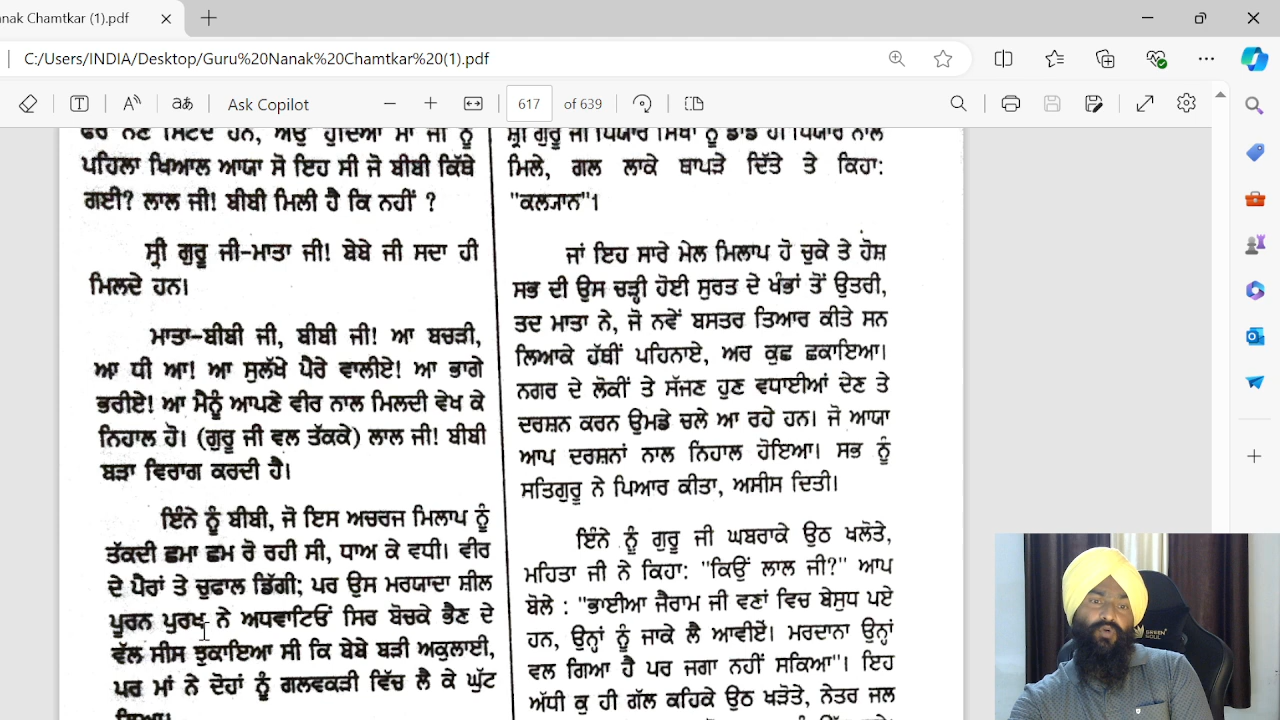 nak Chamtkar (1).pdf
C:/Users/INDIA/Desktop/Guru%20Nanak%20Chamtkar%20(1).pdf
Ask Copilot
617 of 639
ਪਹਿਲਾ ਖਿਆਲ ਆਯਾ ਸੋ ਇਹ ਸੀ ਜੋ ਬੀਬੀ ਕਿੱਥੇ
ਗਈ? ਲਾਲ ਜੀ! ਬੀਬੀ ਮਿਲੀ ਹੈ ਕਿ ਨਹੀਂ ?
ਸ੍ਰੀ ਗੁਰੂ ਜੀ-ਮਾਤਾ ਜੀ! ਬੇਬੇ ਜੀ ਸਦਾ ਹੀ
ਮਿਲਦੇ ਹਨ।
ਮਾਤਾ-ਬੀਬੀ ਜੀ, ਬੀਬੀ ਜੀ! ਆ ਬਚੜੀ,
ਆ ਧੀ ਆ! ਆ ਸੁਲੱਖੇ ਪੈਰੇ ਵਾਲੀਏ! ਆ ਭਾਗੇ
ਭਰੀਏ! ਆ ਮੈਨੂੰ ਆਪਣੇ ਵੀਰ ਨਾਲ ਮਿਲਦੀ ਵੇਖ ਕੇ
ਨਿਹਾਲ ਹੋ। (ਗੁਰੂ ਜੀ ਵਲ ਤੱਕਕੇ) ਲਾਲ ਜੀ! ਬੀਬੀ
ਬੜਾ ਵਿਰਾਗ ਕਰਦੀ ਹੈ।
ਇੰਨੇ ਨੂੰ ਬੀਬੀ, ਜੋ ਇਸ ਅਚਰਜ ਮਿਲਾਪ ਨੂੰ
ਤੱਕਦੀ ਛਮਾ ਛਮ ਰੋ ਰਹੀ ਸੀ, ਧਾਅ ਕੇ ਵਧੀ। ਵੀਰ
ਦੇ ਪੈਰਾਂ ਤੇ ਚੁਫਾਲ ਡਿੱਗੀ; ਪਰ ਉਸ ਮਰਯਾਦਾ ਸ਼ੀਲ
ਪੂਰਨ ਪੁਰਖ ਨੇ ਅਧਵਾਟਿਓਂ ਸਿਰ ਬੋਚਕੇ ਭੈਣ ਦੇ
ਵੱਲ ਸੀਸ ਝੁਕਾਇਆ ਸੀ ਕਿ ਬੇਬੇ ਬੜੀ ਅਕੁਲਾਈ,
ਪਰ ਮਾਂ ਨੇ ਦੋਹਾਂ ਨੂੰ ਗਲਵਕੜੀ ਵਿੱਚ ਲੈ ਕੇ ਘੁੱਟ
ਸ਼੍ਰੀ ਗੁਰੂ ਜੀ ਪਿਯਾਰੇ ਸਿੱਖਾਂ ਨੂੰ ਡਾਢੇ ਹੀ ਪਿਯਾਰ ਨਾਲ
ਮਿਲੇ, ਗਲ ਲਾਕੇ ਥਾਪੜੇ ਦਿੱਤੇ ਤੇ ਕਿਹਾ:
"ਕਲ੍ਯਾਨ"।
ਜਾਂ ਇਹ ਸਾਰੇ ਮੇਲ ਮਿਲਾਪ ਹੋ ਚੁਕੇ ਤੇ ਹੋਸ਼
ਸਭ ਦੀ ਉਸ ਚੜ੍ਹੀ ਹੋਈ ਸੁਰਤ ਦੇ ਖੰਭਾਂ ਤੋਂ ਉਤਰੀ,
ਤਦ ਮਾਤਾ ਨੇ, ਜੋ ਨਵੇਂ ਬਸਤਰ ਤਿਆਰ ਕੀਤੇ ਸਨ
ਲਿਆਕੇ ਹੱਥੀਂ ਪਹਿਨਾਏ, ਅਰ ਕੁਛ ਛਕਾਇਆ।
ਨਗਰ ਦੇ ਲੋਕੀਂ ਤੇ ਸੱਜਣ ਹੁਣ ਵਧਾਈਆਂ ਦੇਣ ਤੇ
ਦਰਸ਼ਨ ਕਰਨ ਉਮਡੇ ਚਲੇ ਆ ਰਹੇ ਹਨ। ਜੋ ਆਯਾ
ਆਪ ਦਰਸ਼ਨਾਂ ਨਾਲ ਨਿਹਾਲ ਹੋਇਆ। ਸਭ ਨੂੰ
ਸਤਿਗੁਰੂ ਨੇ ਪਿਆਰ ਕੀਤਾ, ਅਸੀਸ ਦਿਤੀ।
ਇੰਨੇ ਨੂੰ ਗੁਰੂ ਜੀ ਘਬਰਾਕੇ ਉਠ ਖਲੋਤੇ,
ਮਹਿਤਾ ਜੀ ਨੇ ਕਿਹਾ: "ਕਿਉਂ ਲਾਲ ਜੀ?" ਆਪ
ਬੋਲੇ : "ਭਾਈਆ ਜੈਰਾਮ ਜੀ ਵਣਾਂ ਵਿਚ ਬੇਸੁਧ ਪਏ
ਹਨ, ਉਨ੍ਹਾਂ ਨੂੰ ਜਾਕੇ ਲੈ ਆਵੀਏਂ। ਮਰਦਾਨਾ ਉਨ੍ਹਾਂ
ਵਲ ਗਿਆ ਹੈ ਪਰ ਜਗਾ ਨਹੀਂ ਸਕਿਆ"। ਇਹ
ਅੱਧੀ ਕੁ ਹੀ ਗੱਲ ਕਹਿਕੇ ਉਠ ਖੜੋਤੇ, ਨੇਤਰ ਜਲ